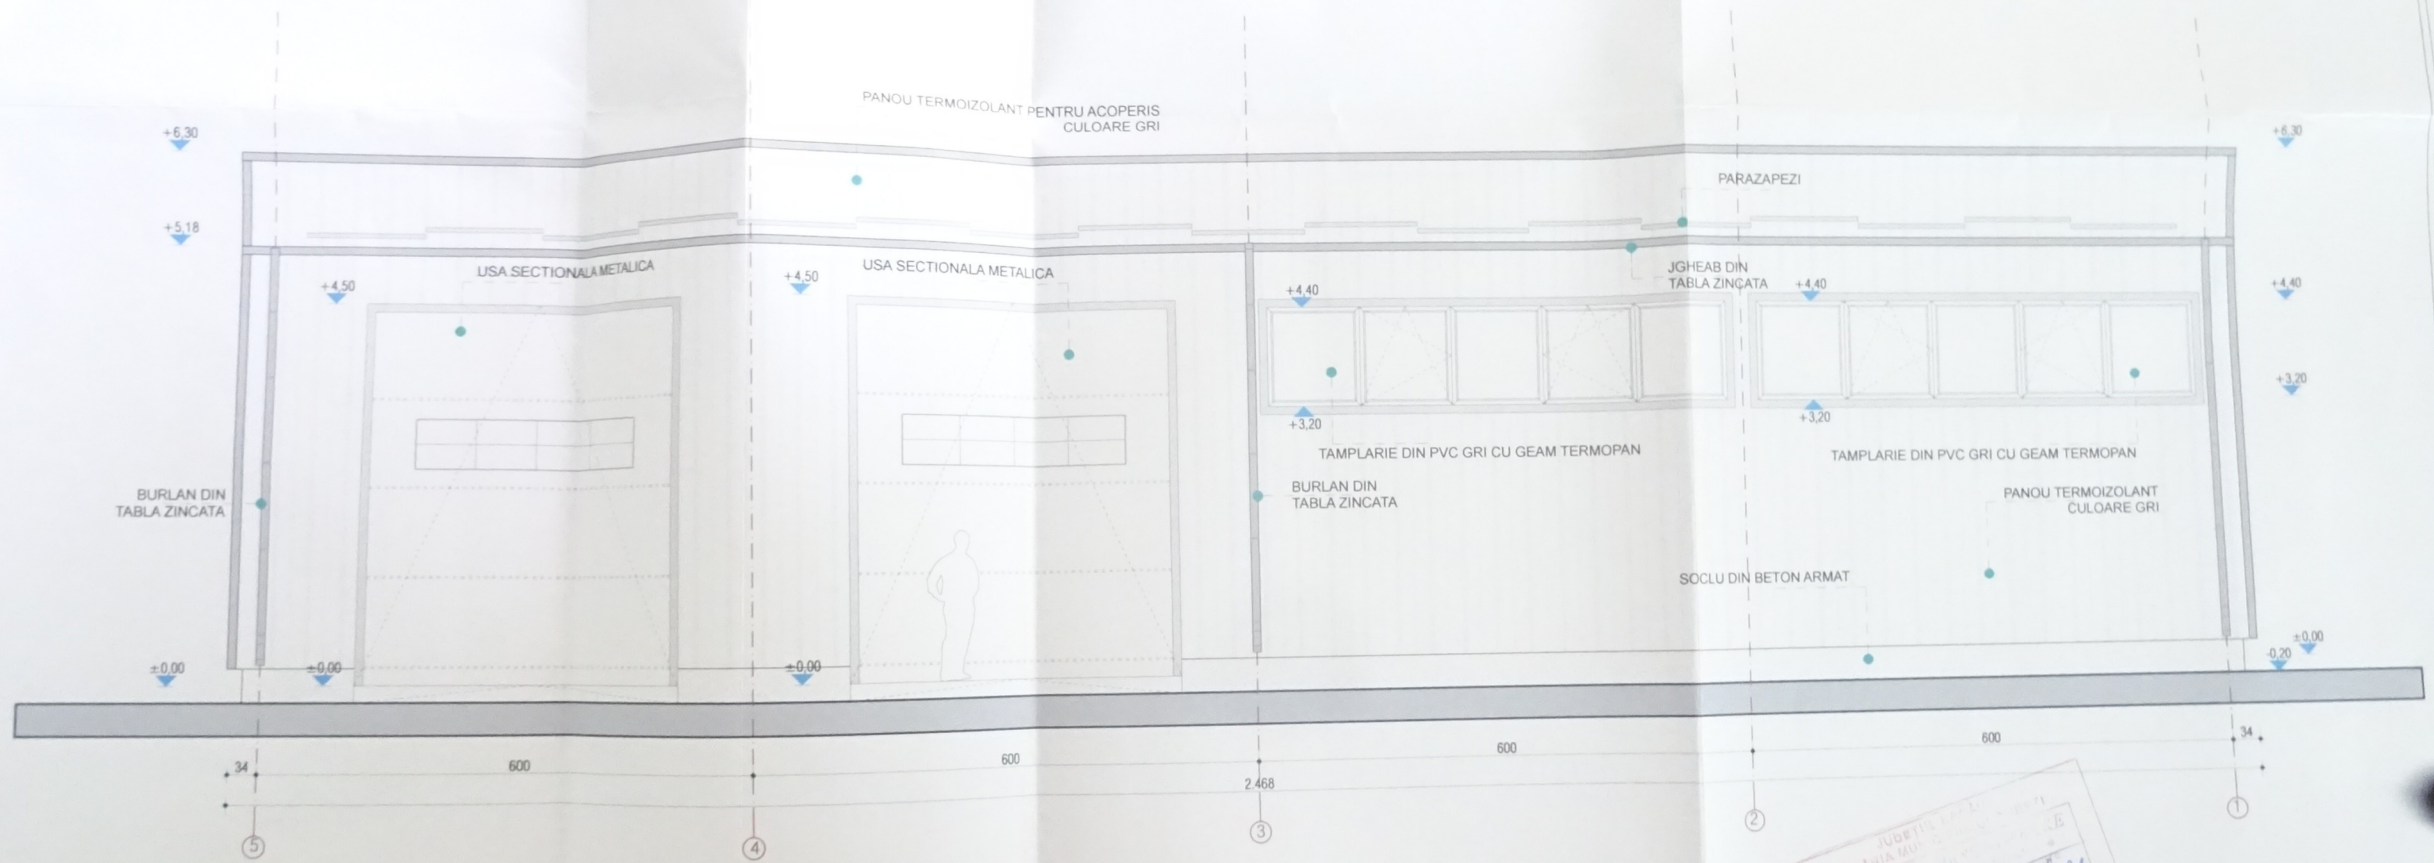 PANOU TERMOIZOLANT PENTRU ACOPERIS
CULOARE GRI
+6,30
+6,30
PARAZAPEZI
+5,18
USA SECTIONALA METALICA
+4,50
USA SECTIONALA METALICA
+4,50
JGHEAB DIN
TABLA ZINCATA
+4,40
+4,40
+4,40
+3,20
+3,20
+3,20
TAMPLARIE DIN PVC GRI CU GEAM TERMOPAN
TAMPLARIE DIN PVC GRI CU GEAM TERMOPAN
BURLAN DIN
TABLA ZINCATA
BURLAN DIN
TABLA ZINCATA
PANOU TERMOIZOLANT
CULOARE GRI
SOCLU DIN BETON ARMAT
±0,00
±0,00
±0,00
±0,00
-0,20
34
600
600
600
600
34
2.468
5
4
3
2
1